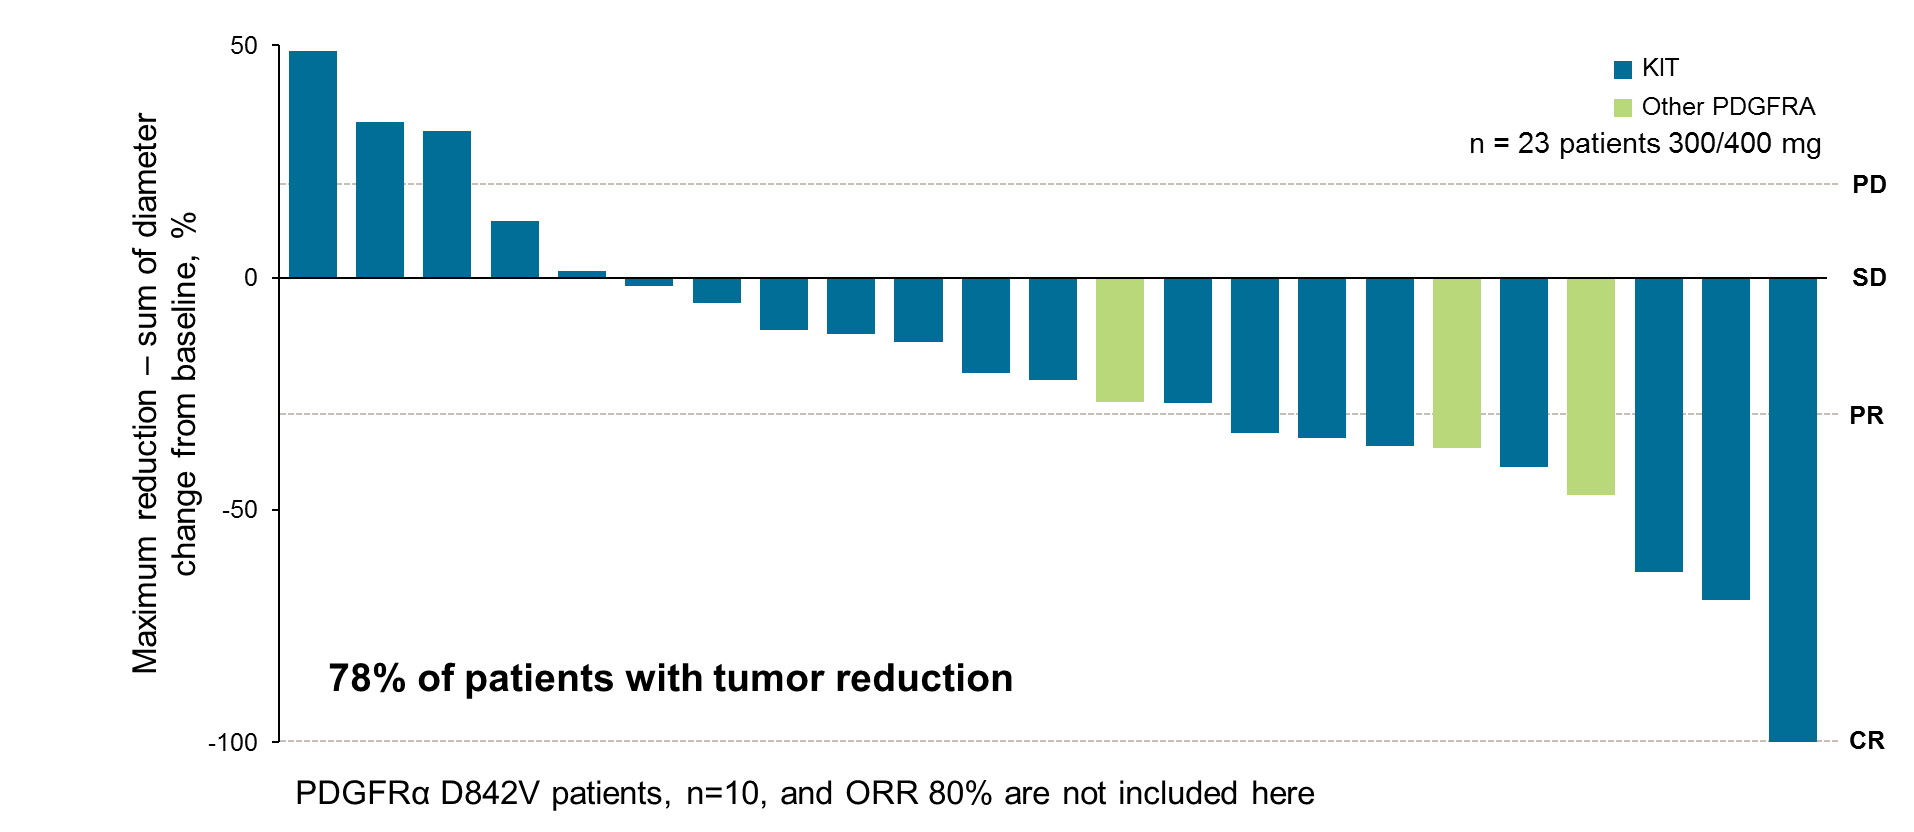 50
KIT
Other PDGFRA
n = 23 patients 300/400 mg
PD
Maximum reduction – sum of diameter
change from baseline, %
0
SD
PR
-50
78% of patients with tumor reduction
-100
CR
PDGFRα D842V patients, n=10, and ORR 80% are not included here